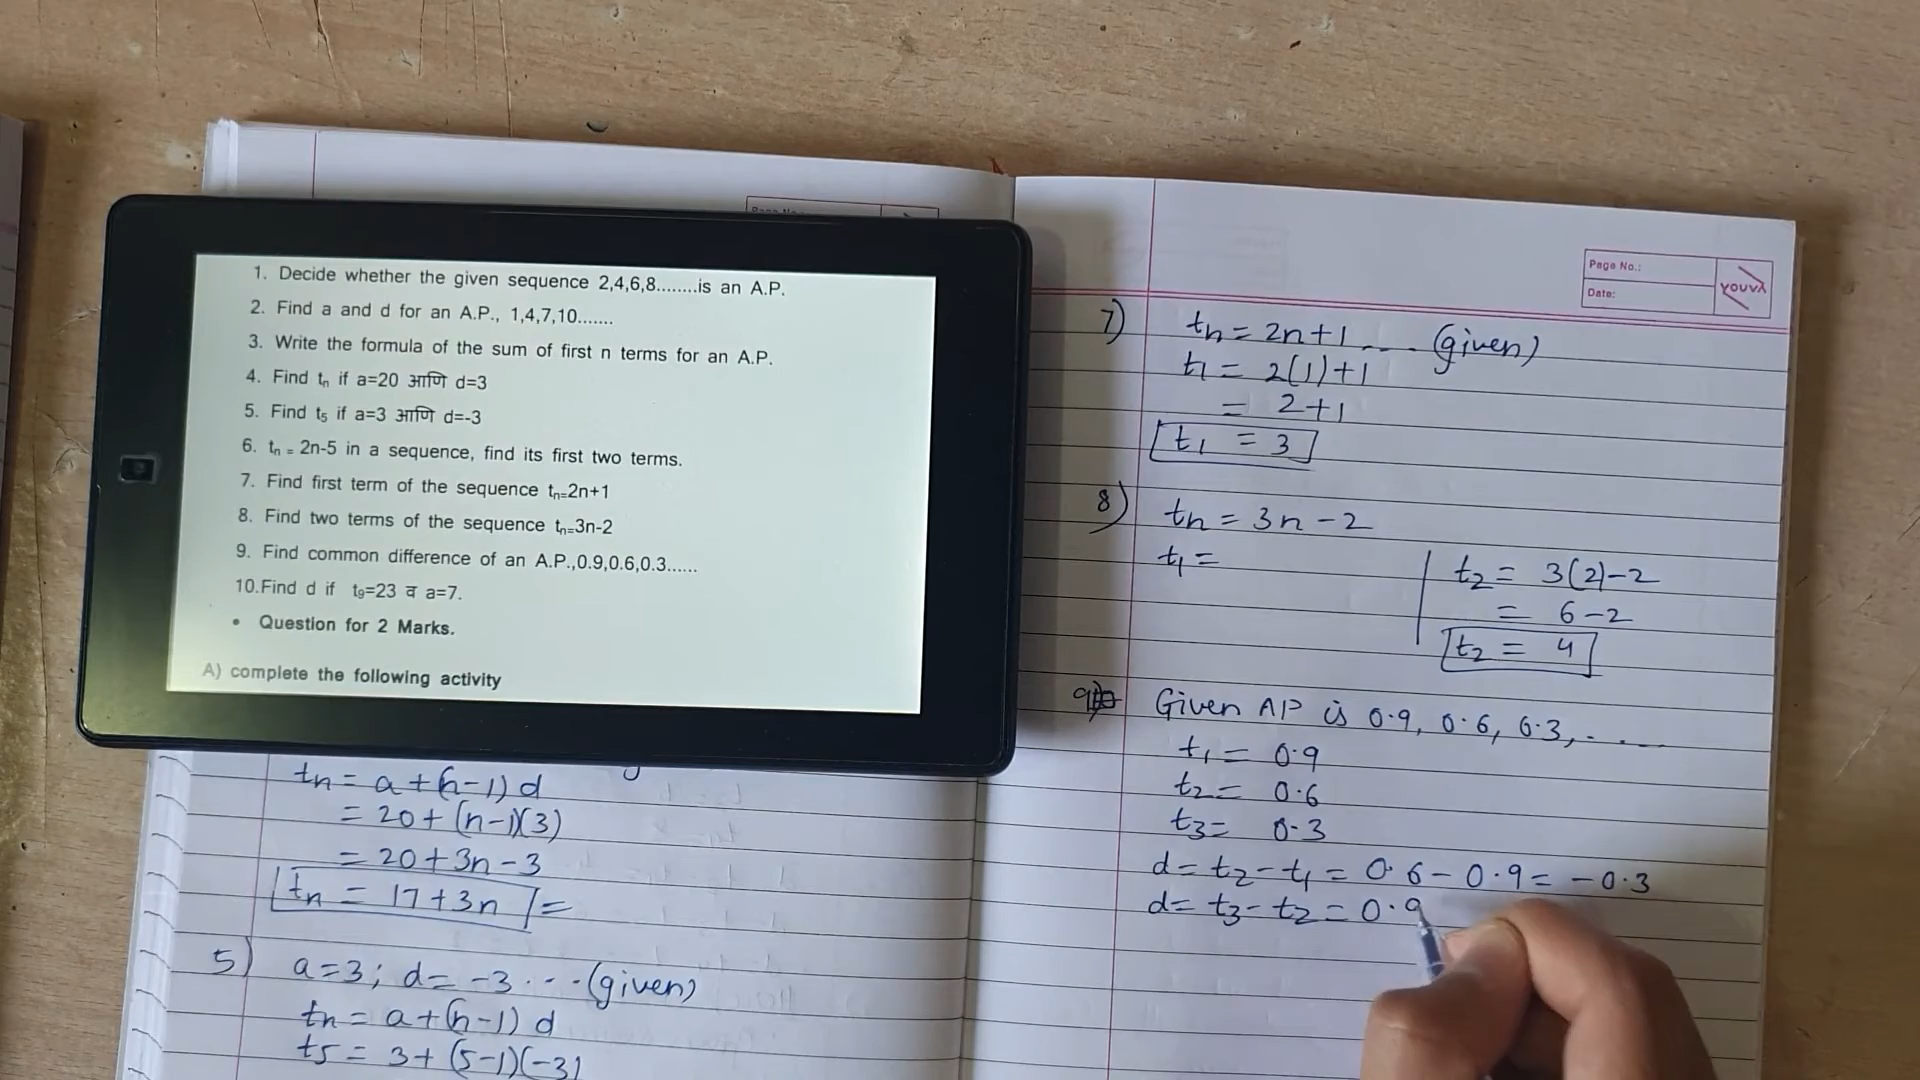 1. Decide whether the given sequence 2,4,6,8........is an A.P.
2. Find a and d for an A.P., 1,4,7,10.......
3. Write the formula of the sum of first n terms for an A.P.
4. Find tn if a=20 आणि d=3
5. Find t5 if a=3 आणि d=-3
6. tn = 2n-5 in a sequence, find its first two terms.
7. Find first term of the sequence tn=2n+1
8. Find two terms of the sequence tn=3n-2
9. Find common difference of an A.P.,0.9,0.6,0.3......
10.Find d if t9=23 व a=7.
• Question for 2 Marks.
A) complete the following activity
tn = a+(n-1) d
= 20+(n-1)(3)
= 20+3n-3
tn = 17+3n =
5) a=3; d= -3 ... (given)
tn = a+(n-1) d
t5 = 3+(5-1)(-3)
Page No.:
Date:
YOUVA
7) tn = 2n+1 .... (given)
t1 = 2(1)+1
= 2+1
t1 = 3
8) tn = 3n-2
t1 =
t2 = 3(2)-2
= 6-2
t2 = 4
9) Given AP is 0.9, 0.6, 0.3, .....
t1 = 0.9
t2 = 0.6
t3 = 0.3
d = t2-t1 = 0.6-0.9 = -0.3
d = t3-t2 = 0.9